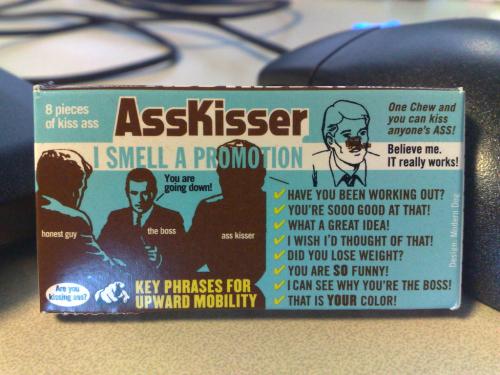 8 pieces
of kiss ass
AssKisser
One Chew and
you can kiss
anyone's ASS!
I SMELL A PROMOTION
Believe me.
IT really works!
You are
going down!
honest guy
the boss
ass kisser
✓ HAVE YOU BEEN WORKING OUT?
✓ YOU'RE SOOO GOOD AT THAT!
✓ WHAT A GREAT IDEA!
✓ I WISH I'D THOUGHT OF THAT!
✓ DID YOU LOSE WEIGHT?
✓ YOU ARE SO FUNNY!
✓ I CAN SEE WHY YOU'RE THE BOSS!
✓ THAT IS YOUR COLOR!
Are you
kissing ass?
KEY PHRASES FOR
UPWARD MOBILITY
Design: Modern Dog